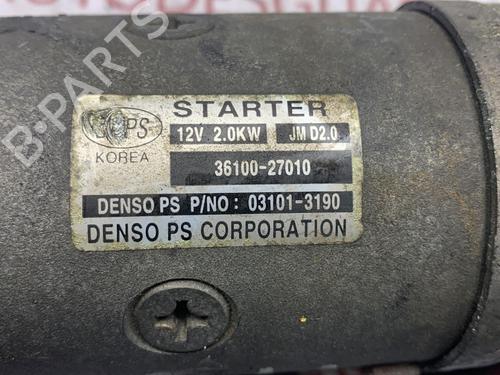 STARTER
PS
KOREA
12V 2.0KW JM D2.0
36100-27010
DENSO PS P/NO: 03101-3190
DENSO PS CORPORATION
B-PARTS